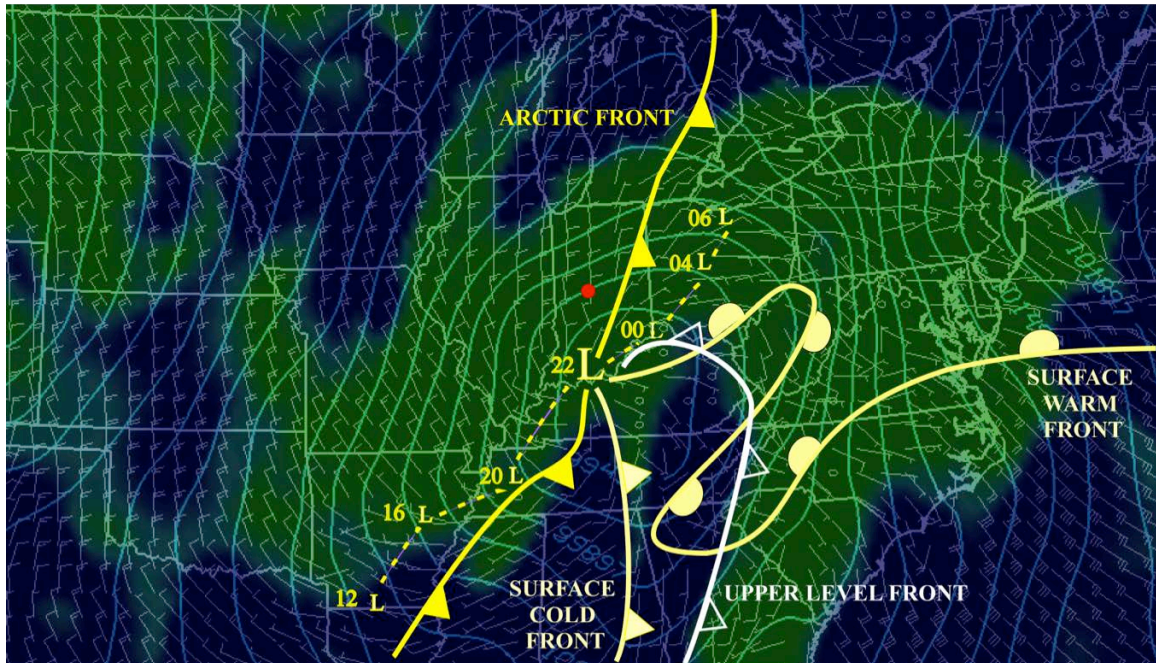 ARCTIC FRONT
06 L
04 L
00 L
22 L
SURFACE
WARM
FRONT
20 L
16 L
12 L
SURFACE
COLD
FRONT
UPPER LEVEL FRONT